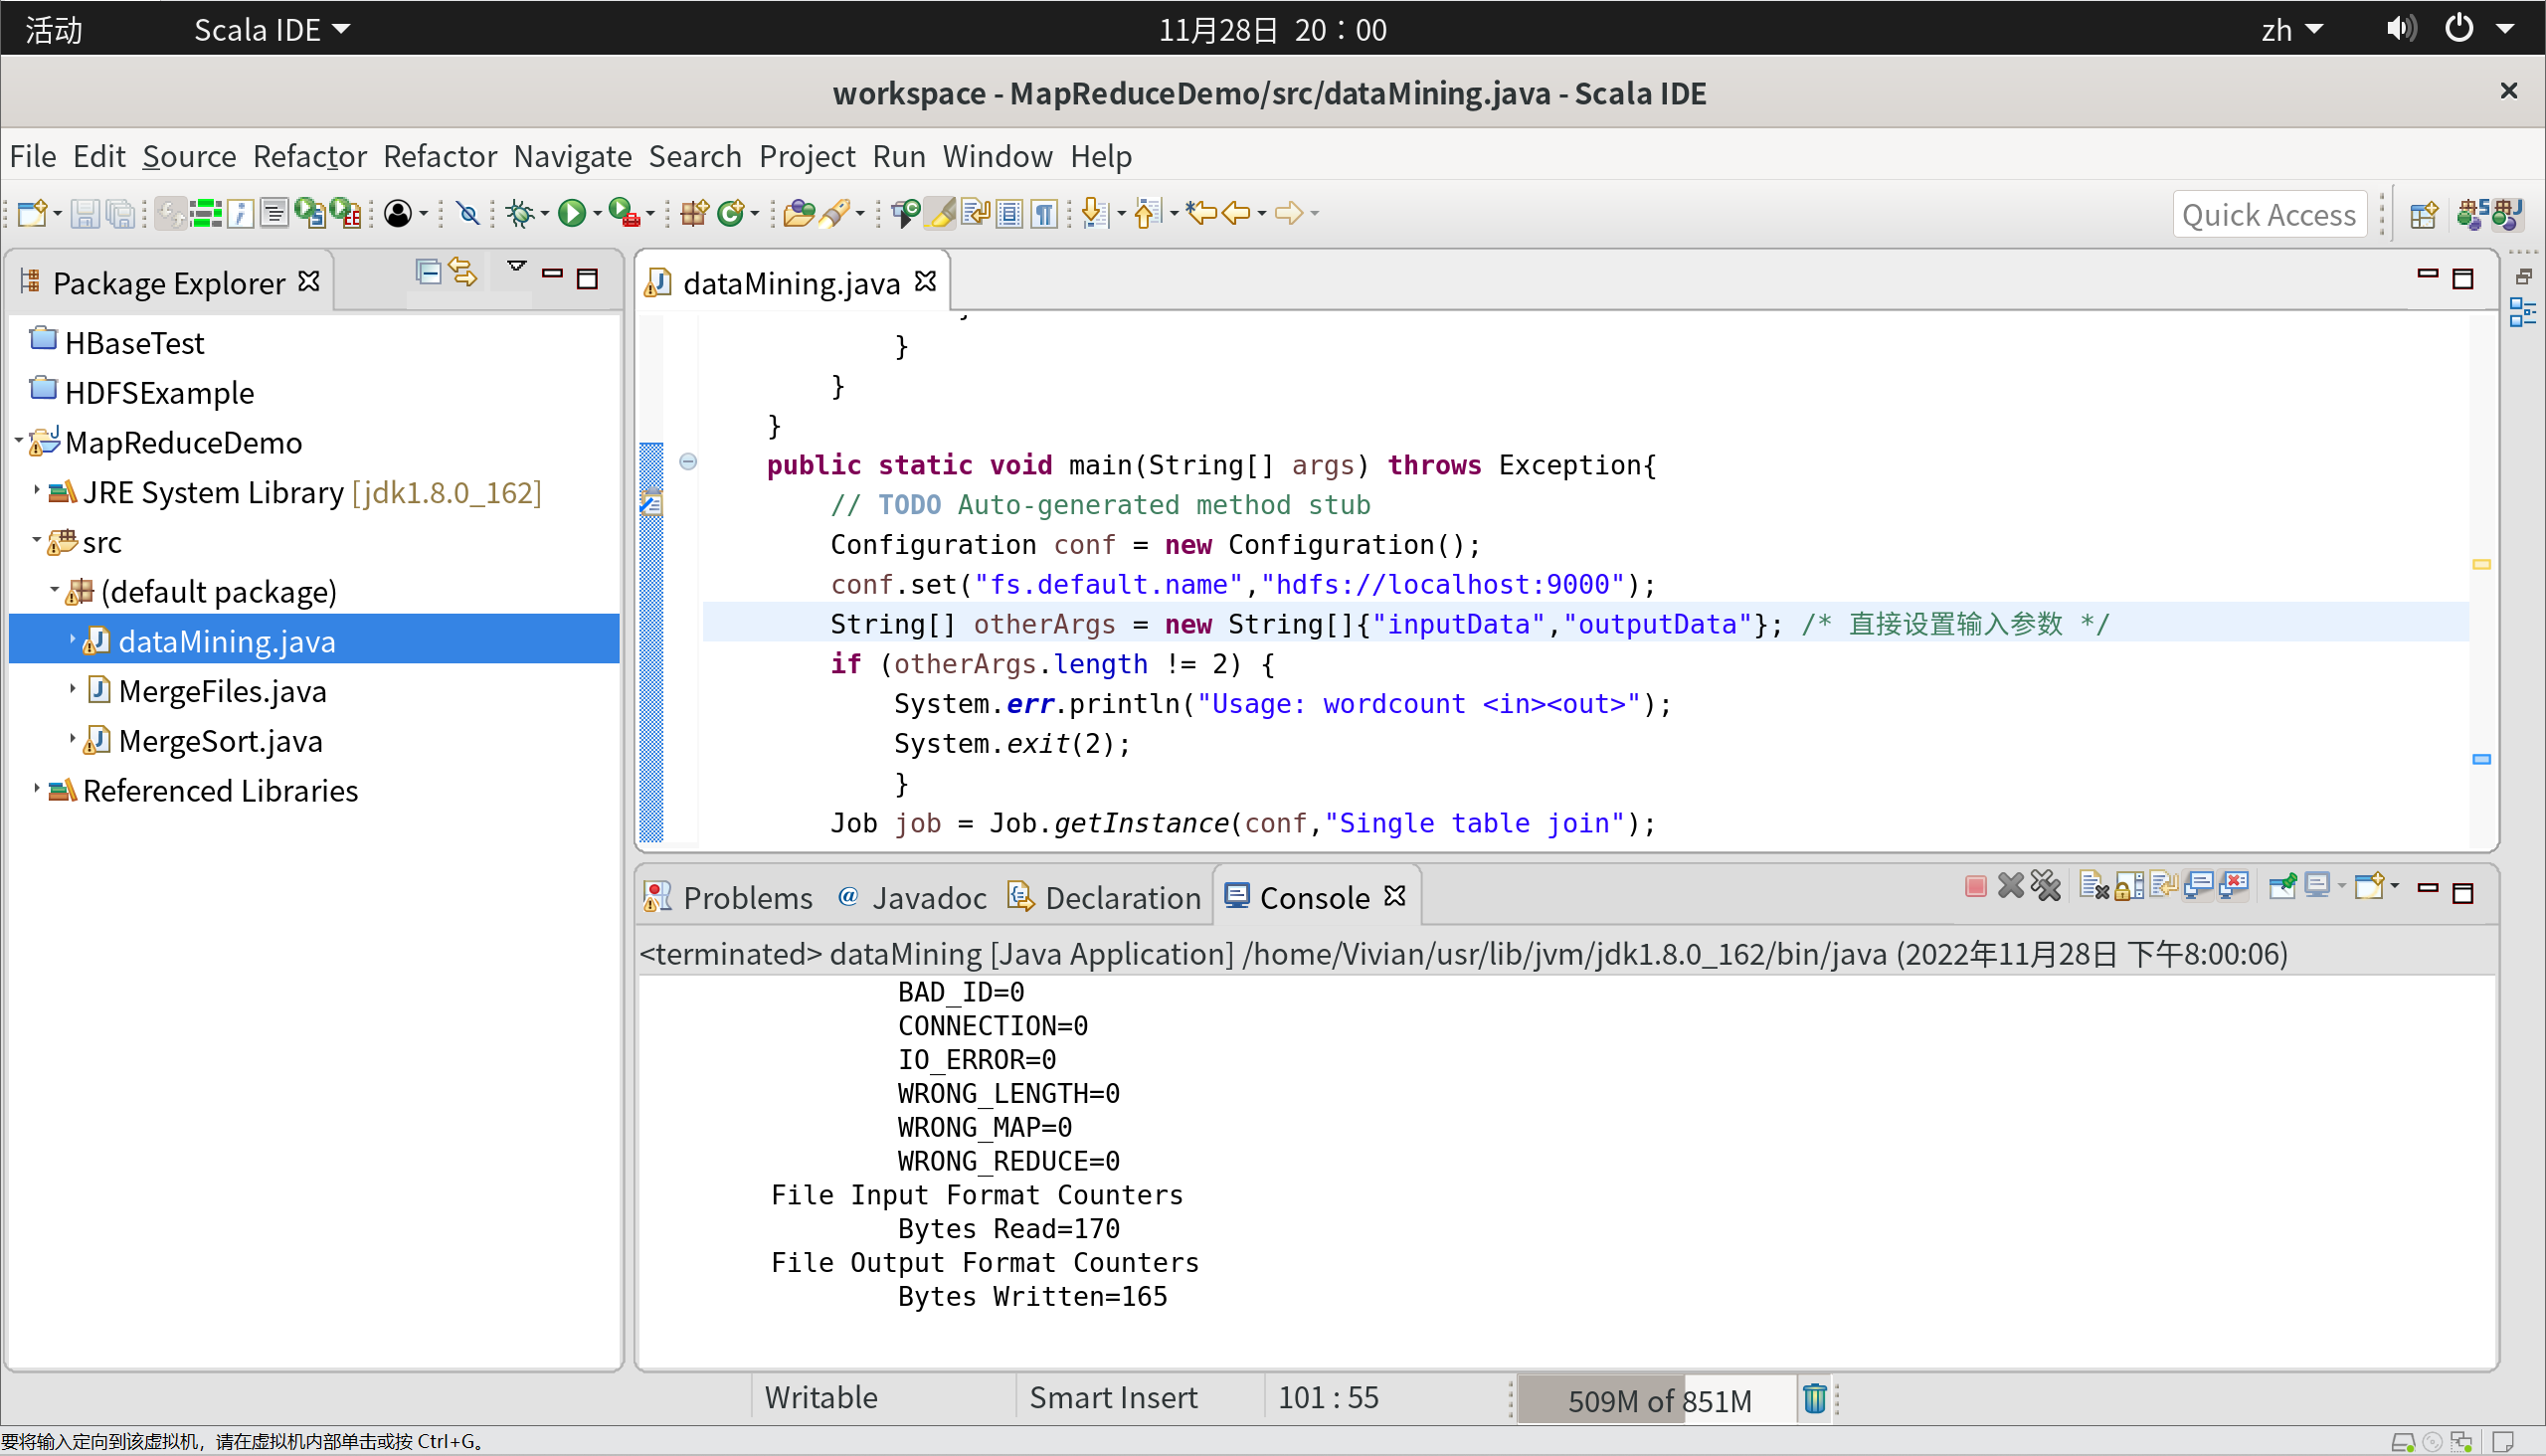 活动 Scala IDE 11月28日 20：00 zh
workspace - MapReduceDemo/src/dataMining.java - Scala IDE
File Edit Source Refactor Refactor Navigate Search Project Run Window Help
Quick Access
Package Explorer
HBaseTest
HDFSExample
MapReduceDemo
JRE System Library [jdk1.8.0_162]
src
(default package)
dataMining.java
MergeFiles.java
MergeSort.java
Referenced Libraries
dataMining.java
}
}
}
public static void main(String[] args) throws Exception{
// TODO Auto-generated method stub
Configuration conf = new Configuration();
conf.set("fs.default.name","hdfs://localhost:9000");
String[] otherArgs = new String[]{"inputData","outputData"}; /* 直接设置输入参数 */
if (otherArgs.length != 2) {
System.err.println("Usage: wordcount <in><out>");
System.exit(2);
}
Job job = Job.getInstance(conf,"Single table join");
Problems @ Javadoc Declaration Console
<terminated> dataMining [Java Application] /home/Vivian/usr/lib/jvm/jdk1.8.0_162/bin/java (2022年11月28日 下午8:00:06)
BAD_ID=0
CONNECTION=0
IO_ERROR=0
WRONG_LENGTH=0
WRONG_MAP=0
WRONG_REDUCE=0
File Input Format Counters
Bytes Read=170
File Output Format Counters
Bytes Written=165
Writable Smart Insert 101 : 55 509M of 851M
要将输入定向到该虚拟机，请在虚拟机内部单击或按 Ctrl+G。